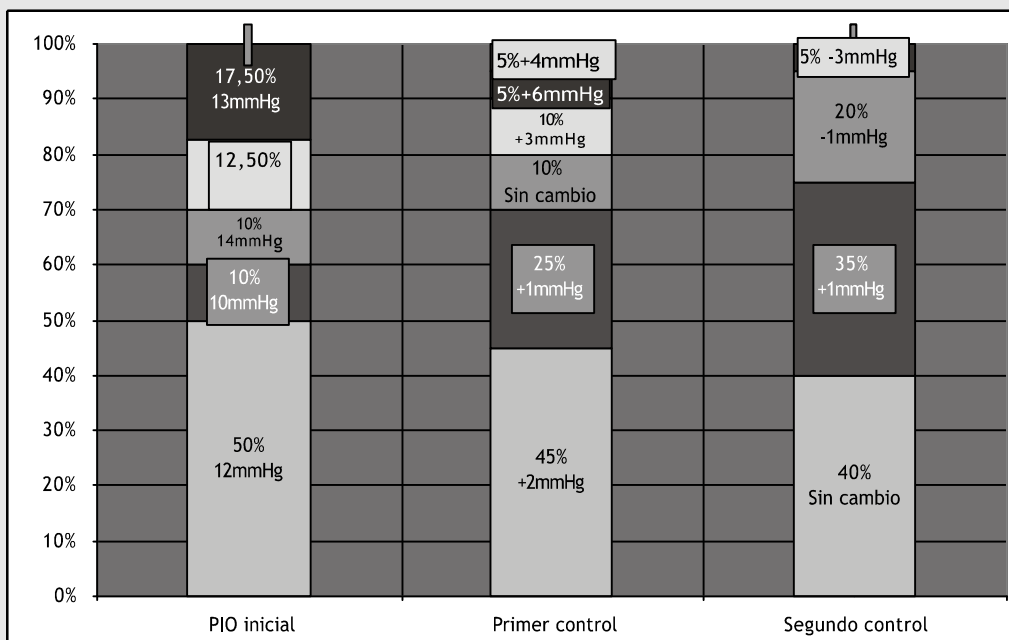 100%
90%
80%
70%
60%
50%
40%
30%
20%
10%
0%
17,50%
13mmHg
12,50%
10%
14mmHg
10%
10mmHg
50%
12mmHg
5%+4mmHg
5%+6mmHg
10%
+3mmHg
10%
Sin cambio
25%
+1mmHg
45%
+2mmHg
5% -3mmHg
20%
-1mmHg
35%
+1mmHg
40%
Sin cambio
PIO inicial
Primer control
Segundo control